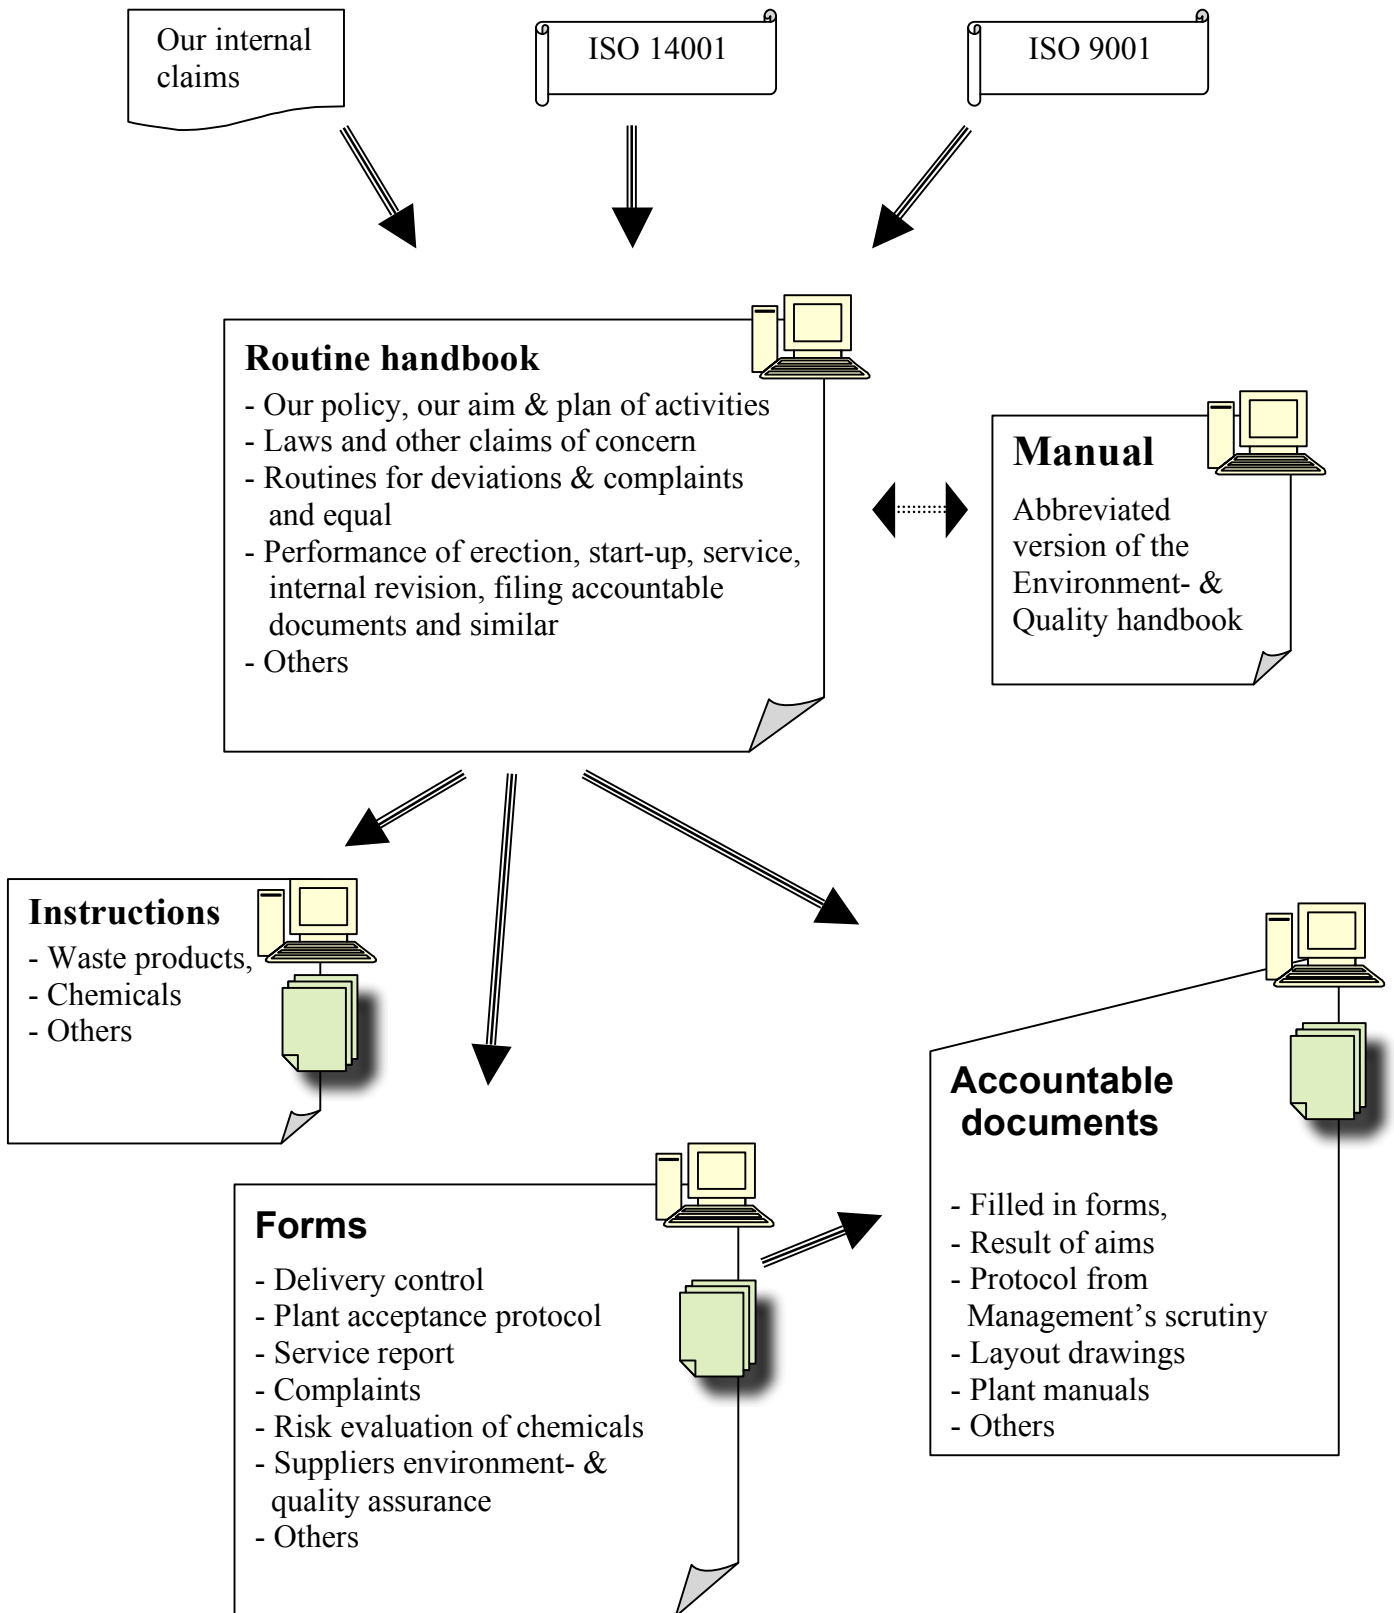 Our internal
claims
ISO 14001
ISO 9001
Routine handbook
- Our policy, our aim & plan of activities
- Laws and other claims of concern
- Routines for deviations & complaints
and equal
- Performance of erection, start-up, service,
internal revision, filing accountable
documents and similar
- Others
Manual
Abbreviated
version of the
Environment- &
Quality handbook
Instructions
- Waste products,
- Chemicals
- Others
Accountable
documents
- Filled in forms,
- Result of aims
- Protocol from
Management’s scrutiny
- Layout drawings
- Plant manuals
- Others
Forms
- Delivery control
- Plant acceptance protocol
- Service report
- Complaints
- Risk evaluation of chemicals
- Suppliers environment- &
quality assurance
- Others